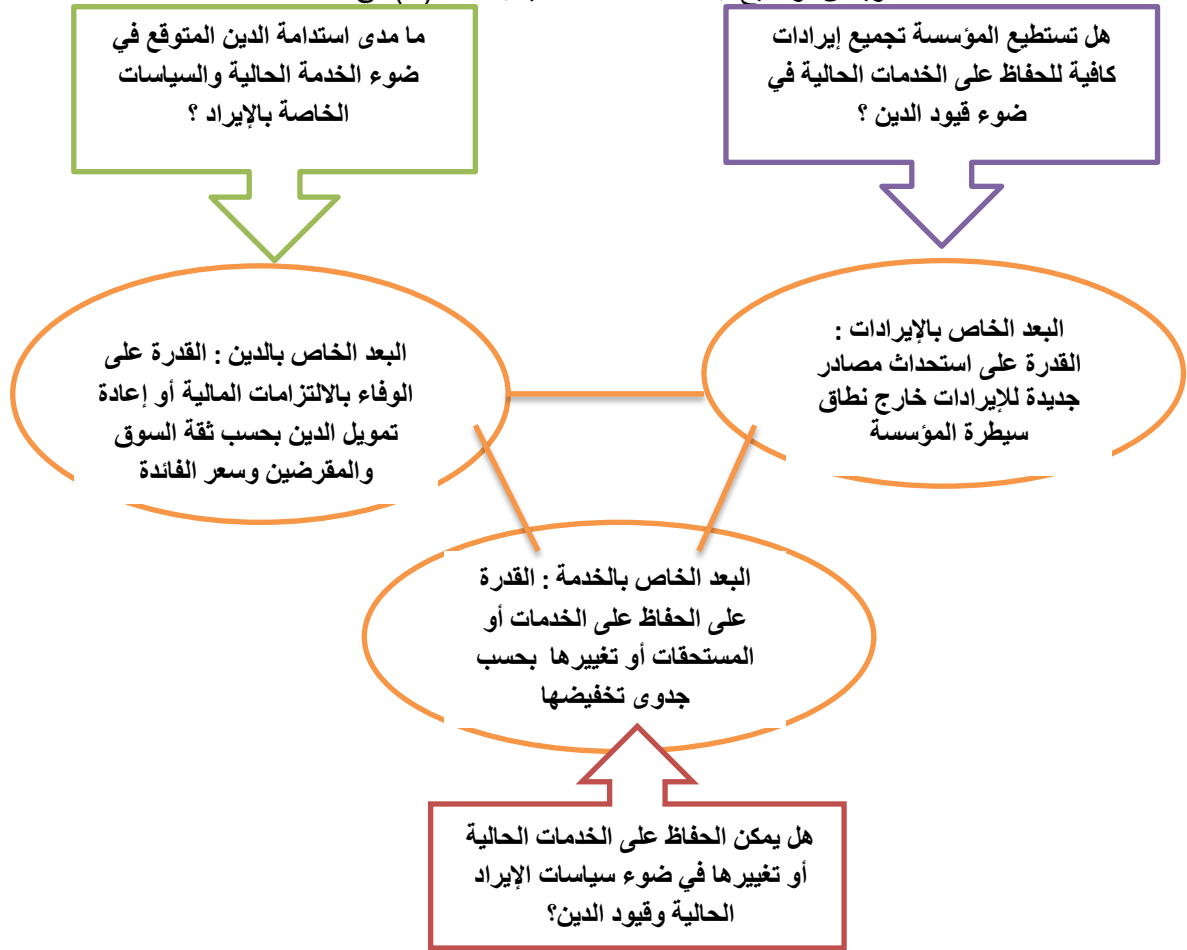 هل تستطيع المؤسسة تجميع إيرادات
كافية للحفاظ على الخدمات الحالية في
ضوء قيود الدين ؟
ما مدى استدامة الدين المتوقع في
ضوء الخدمة الحالية والسياسات
الخاصة بالإيراد ؟
البعد الخاص بالإيرادات :
القدرة على استحداث مصادر
جديدة للإيرادات خارج نطاق
سيطرة المؤسسة
البعد الخاص بالدين : القدرة على
الوفاء بالالتزامات المالية أو إعادة
تمويل الدين بحسب ثقة السوق
والمقرضين وسعر الفائدة
البعد الخاص بالخدمة : القدرة
على الحفاظ على الخدمات أو
المستحقات أو تغييرها بحسب
جدوى تخفيضها
هل يمكن الحفاظ على الخدمات الحالية
أو تغييرها في ضوء سياسات الإيراد
الحالية وقيود الدين؟